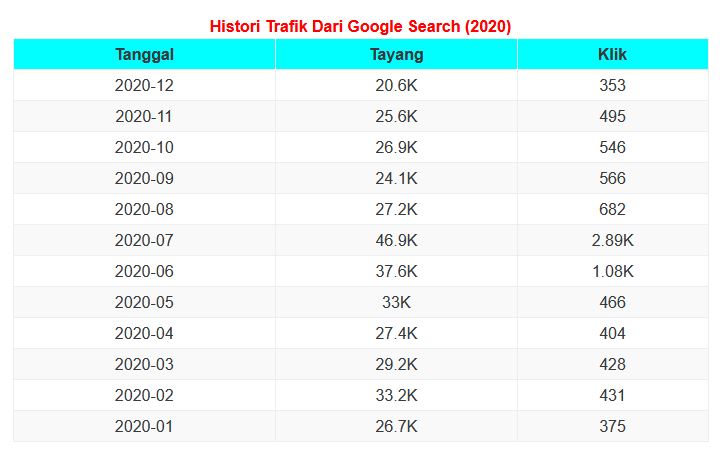 Histori Trafik Dari Google Search (2020)
Tanggal Tayang Klik
2020-12 20.6K 353
2020-11 25.6K 495
2020-10 26.9K 546
2020-09 24.1K 566
2020-08 27.2K 682
2020-07 46.9K 2.89K
2020-06 37.6K 1.08K
2020-05 33K 466
2020-04 27.4K 404
2020-03 29.2K 428
2020-02 33.2K 431
2020-01 26.7K 375